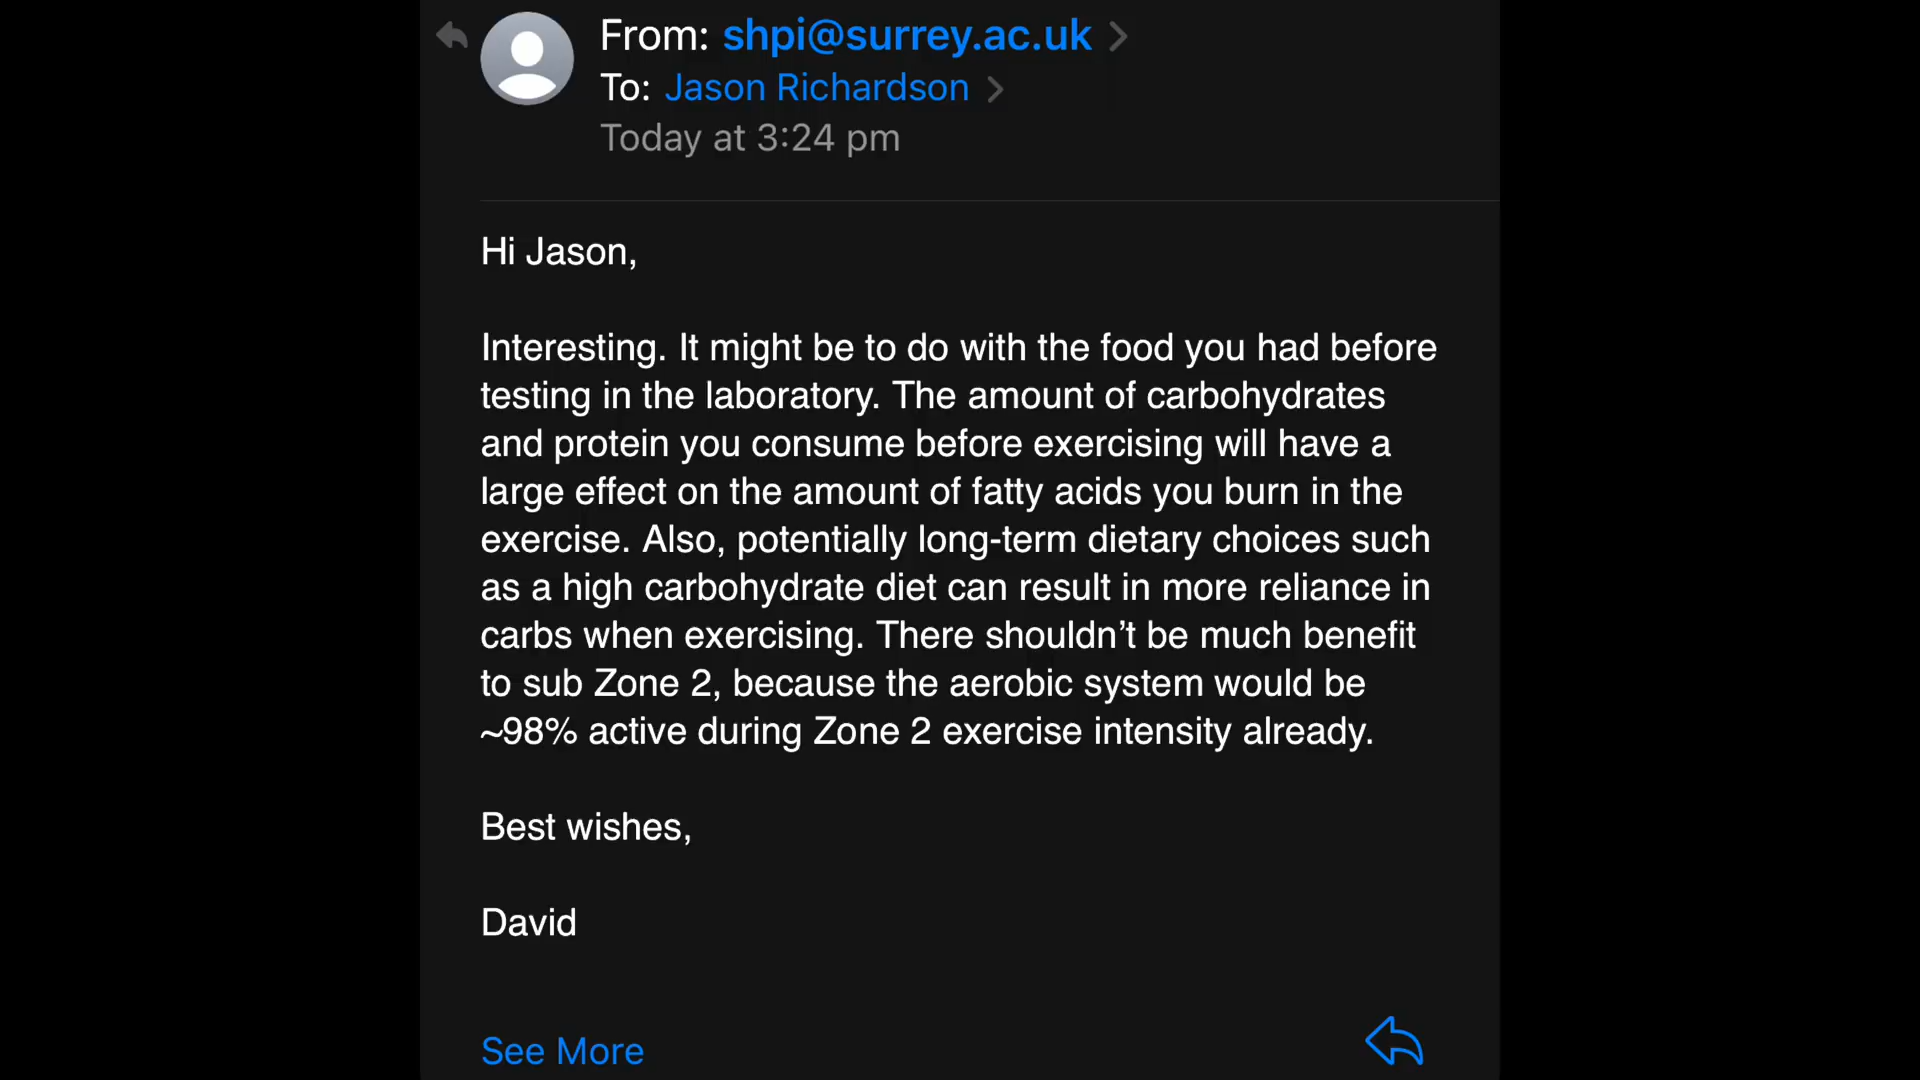 From: shpi@surrey.ac.uk
To: Jason Richardson
Today at 3:24 pm
Hi Jason,
Interesting. It might be to do with the food you had before
testing in the laboratory. The amount of carbohydrates
and protein you consume before exercising will have a
large effect on the amount of fatty acids you burn in the
exercise. Also, potentially long-term dietary choices such
as a high carbohydrate diet can result in more reliance in
carbs when exercising. There shouldn’t be much benefit
to sub Zone 2, because the aerobic system would be
~98% active during Zone 2 exercise intensity already.
Best wishes,
David
See More